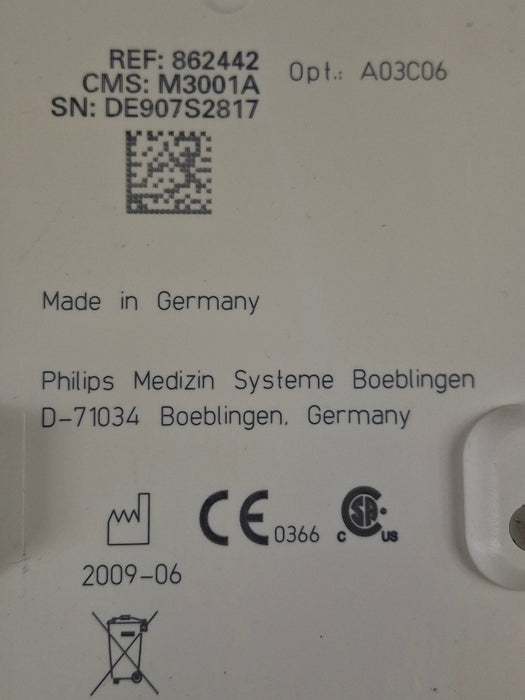 REF: 862442 Opt.: A03C06
CMS: M3001A
SN: DE907S2817
Made in Germany
Philips Medizin Systeme Boeblingen
D-71034 Boeblingen, Germany
CE 0366 C SA US
2009-06